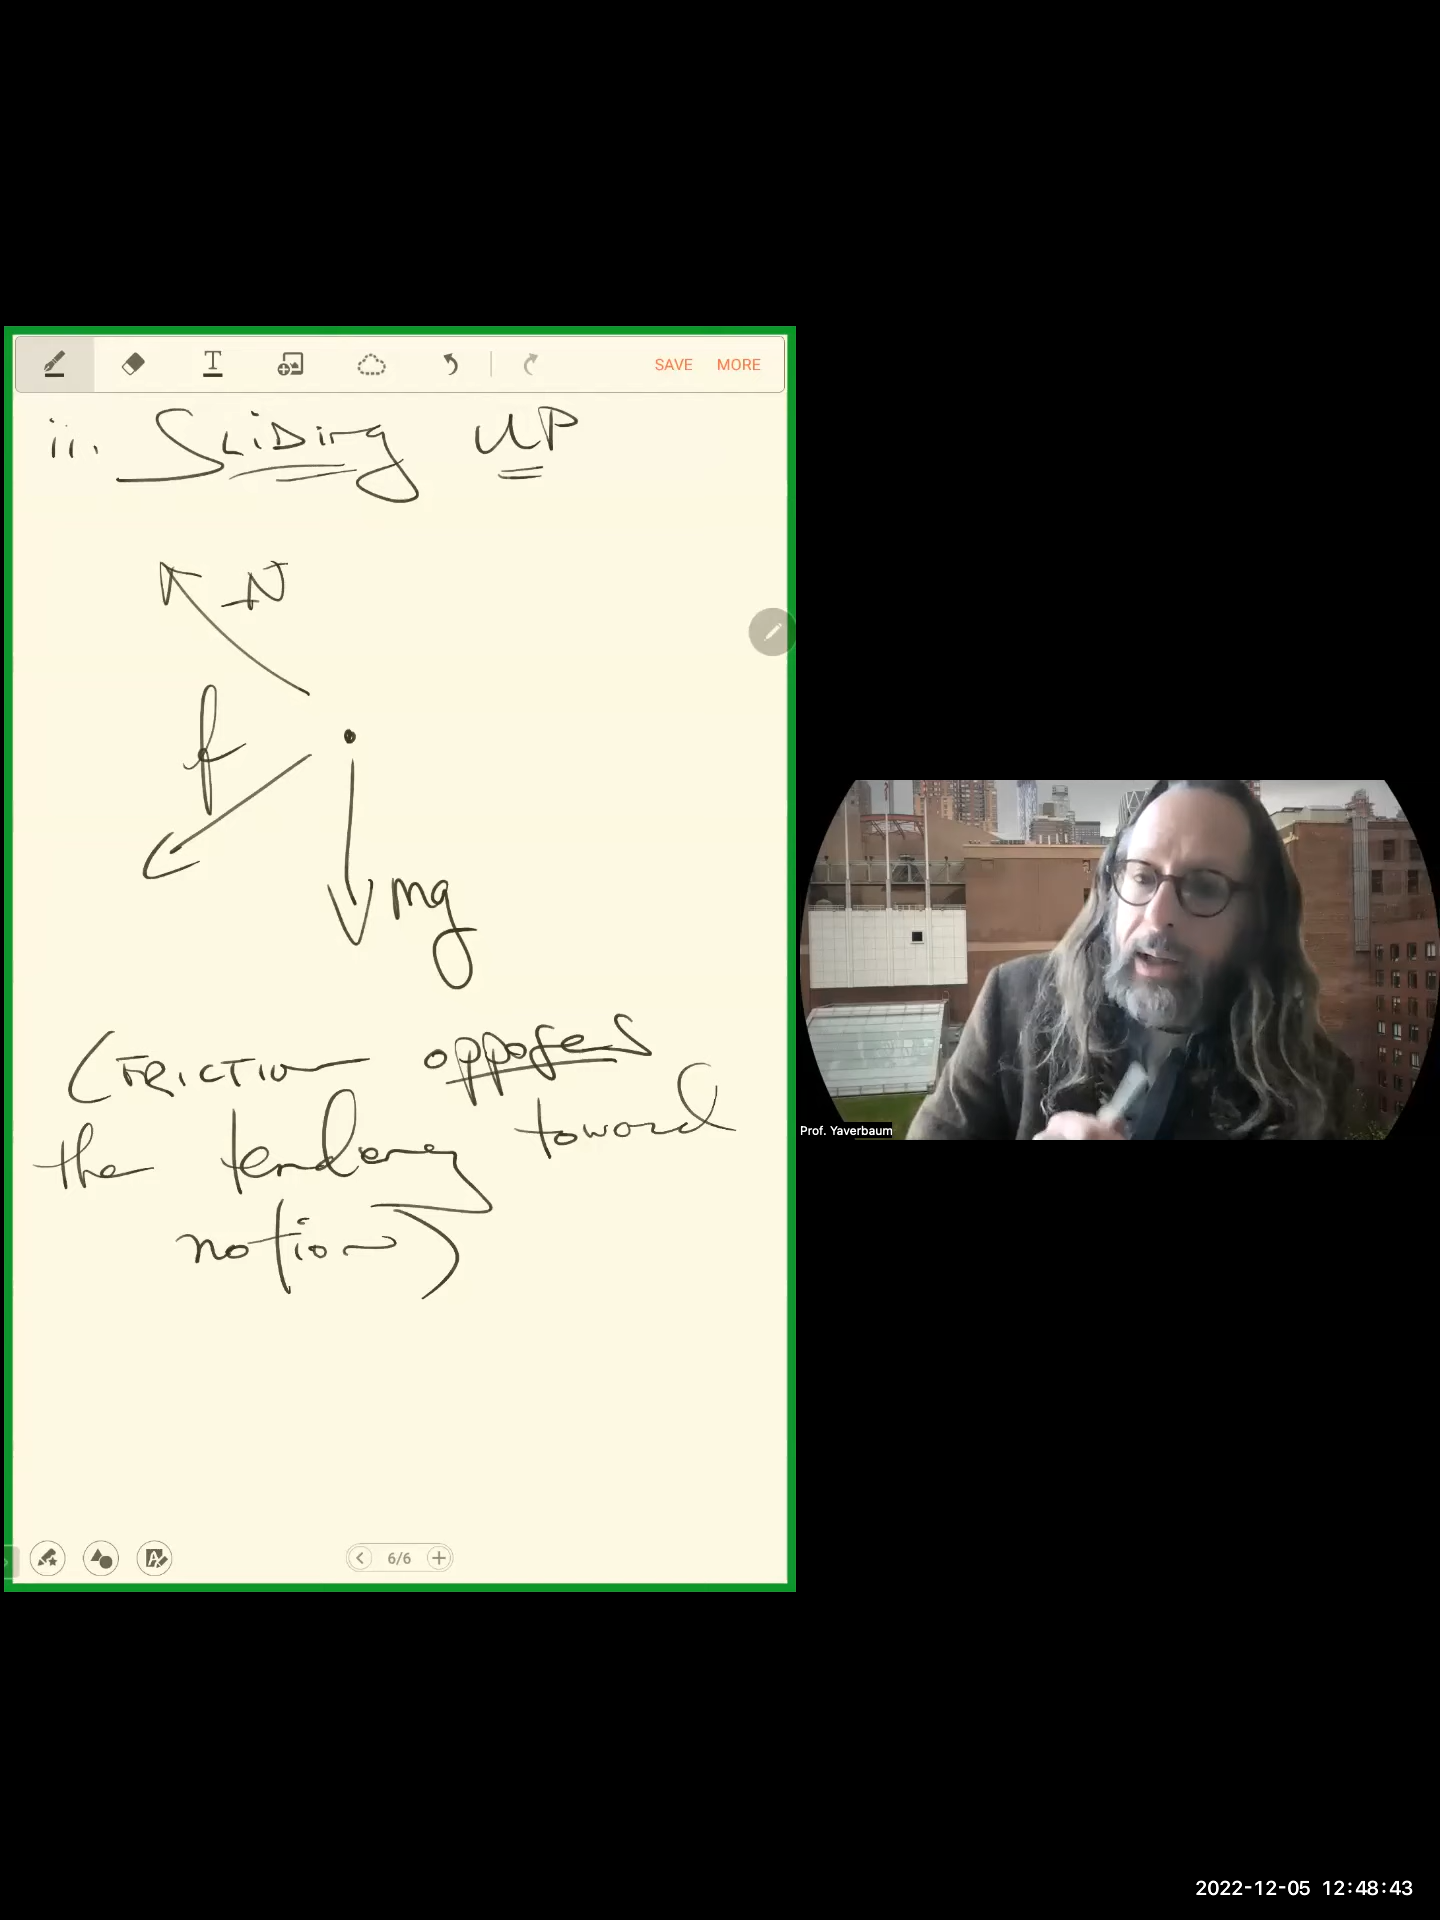 T
SAVE MORE
ii. SLiDing UP
N
f
mg
(FRICTION opposes
the tendency toward
motion)
Prof. Yaverbaum
6/6
A
2022-12-05 12:48:43